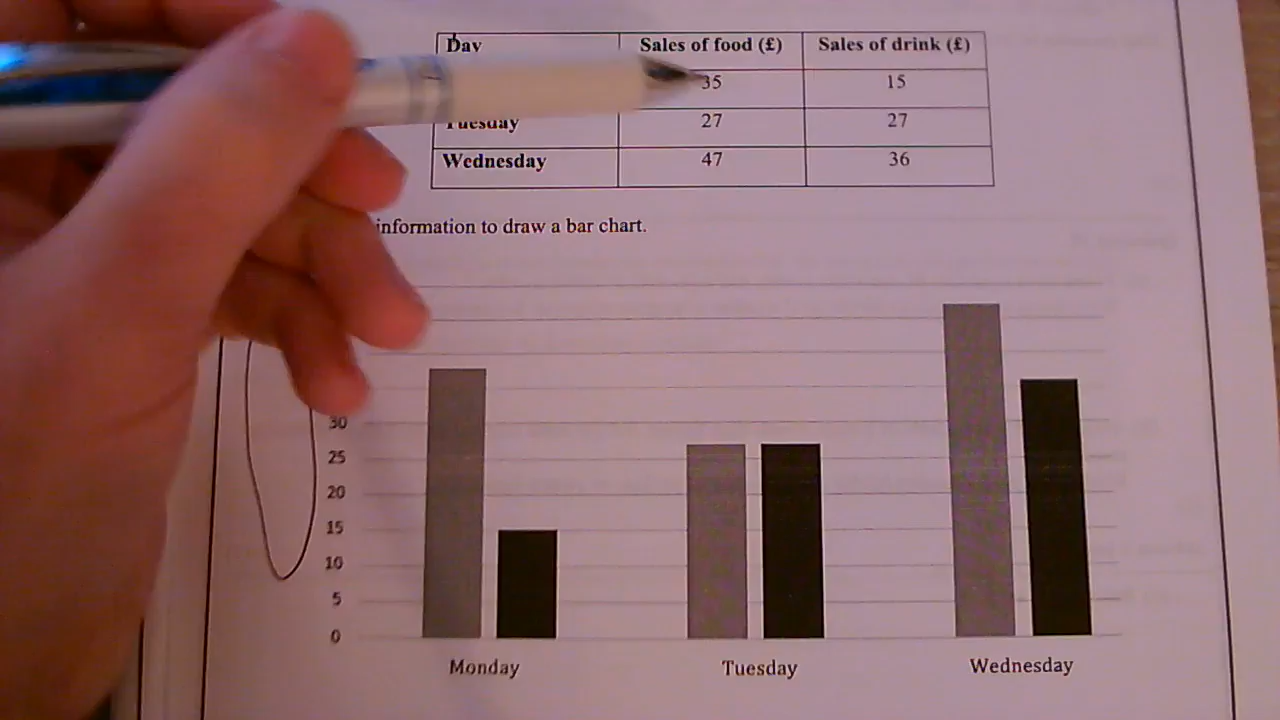 Day Sales of food (£) Sales of drink (£)
35 15
Tuesday 27 27
Wednesday 47 36
information to draw a bar chart.
30
25
20
15
10
5
0
Monday Tuesday Wednesday